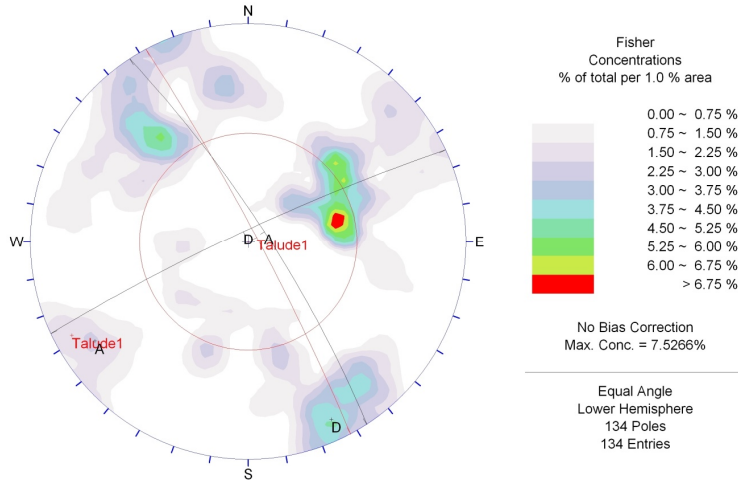 N
W
D
A
Talude1
E
Talude1
A
D
S
Fisher
Concentrations
% of total per 1.0 % area
0.00 ~ 0.75 %
0.75 ~ 1.50 %
1.50 ~ 2.25 %
2.25 ~ 3.00 %
3.00 ~ 3.75 %
3.75 ~ 4.50 %
4.50 ~ 5.25 %
5.25 ~ 6.00 %
6.00 ~ 6.75 %
> 6.75 %
No Bias Correction
Max. Conc. = 7.5266%
Equal Angle
Lower Hemisphere
134 Poles
134 Entries